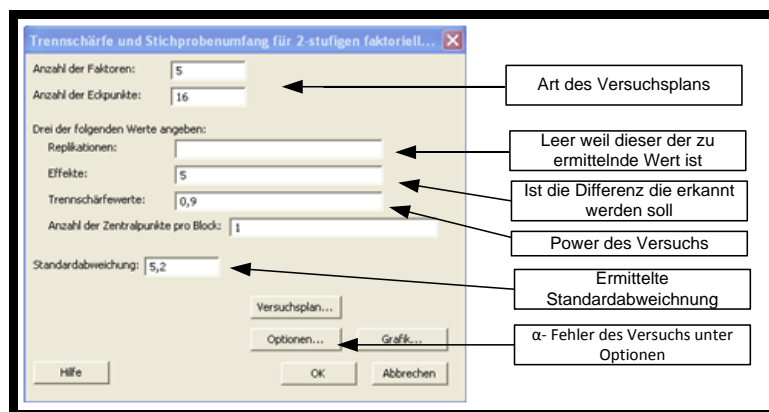 Trennschärfe und Stichprobenumfang für 2-stufigen faktoriell...
Anzahl der Faktoren: 5
Anzahl der Eckpunkte: 16
Drei der folgenden Werte angeben:
Replikationen:
Effekte: 5
Trennschärfewerte: 0,9
Anzahl der Zentralpunkte pro Block: 1
Standardabweichung: 5,2
Versuchsplan...
Optionen...
Grafik...
Hilfe
OK
Abbrechen
Art des Versuchsplans
Leer weil dieser der zu
ermittelnde Wert ist
Ist die Differenz die erkannt
werden soll
Power des Versuchs
Ermittelte
Standardabweichnung
α- Fehler des Versuchs unter
Optionen